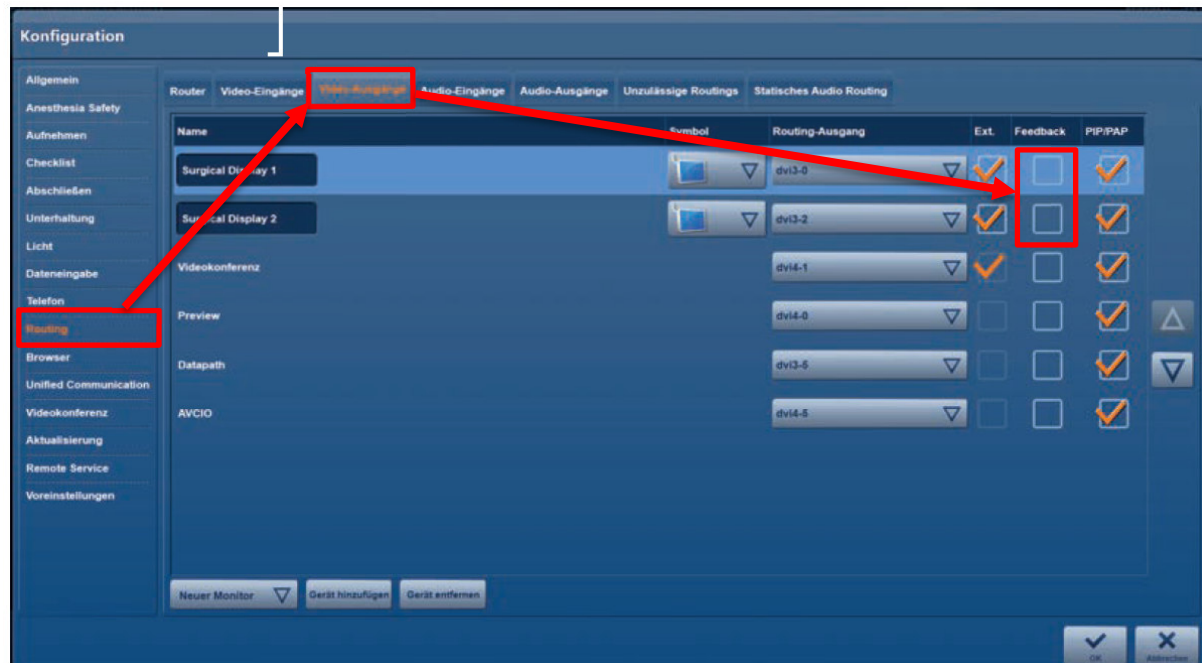 Konfiguration
Allgemein
Anesthesia Safety
Aufnehmen
Checklist
Abschließen
Unterhaltung
Licht
Dateneingabe
Telefon
Routing
Browser
Unified Communication
Videokonferenz
Aktualisierung
Remote Service
Voreinstellungen
Router Video-Eingänge Video-Ausgänge Audio-Eingänge Audio-Ausgänge Unzulässige Routings Statisches Audio Routing
Name Symbol Routing-Ausgang Ext. Feedback PIP/PAP
Surgical Display 1 dvi3-0
Surgical Display 2 dvi3-2
Videokonferenz dvi4-1
Preview dvi4-0
Datapath dvi3-5
AVCIO dvi4-5
Neuer Monitor Gerät hinzufügen Gerät entfernen
OK Abbrechen